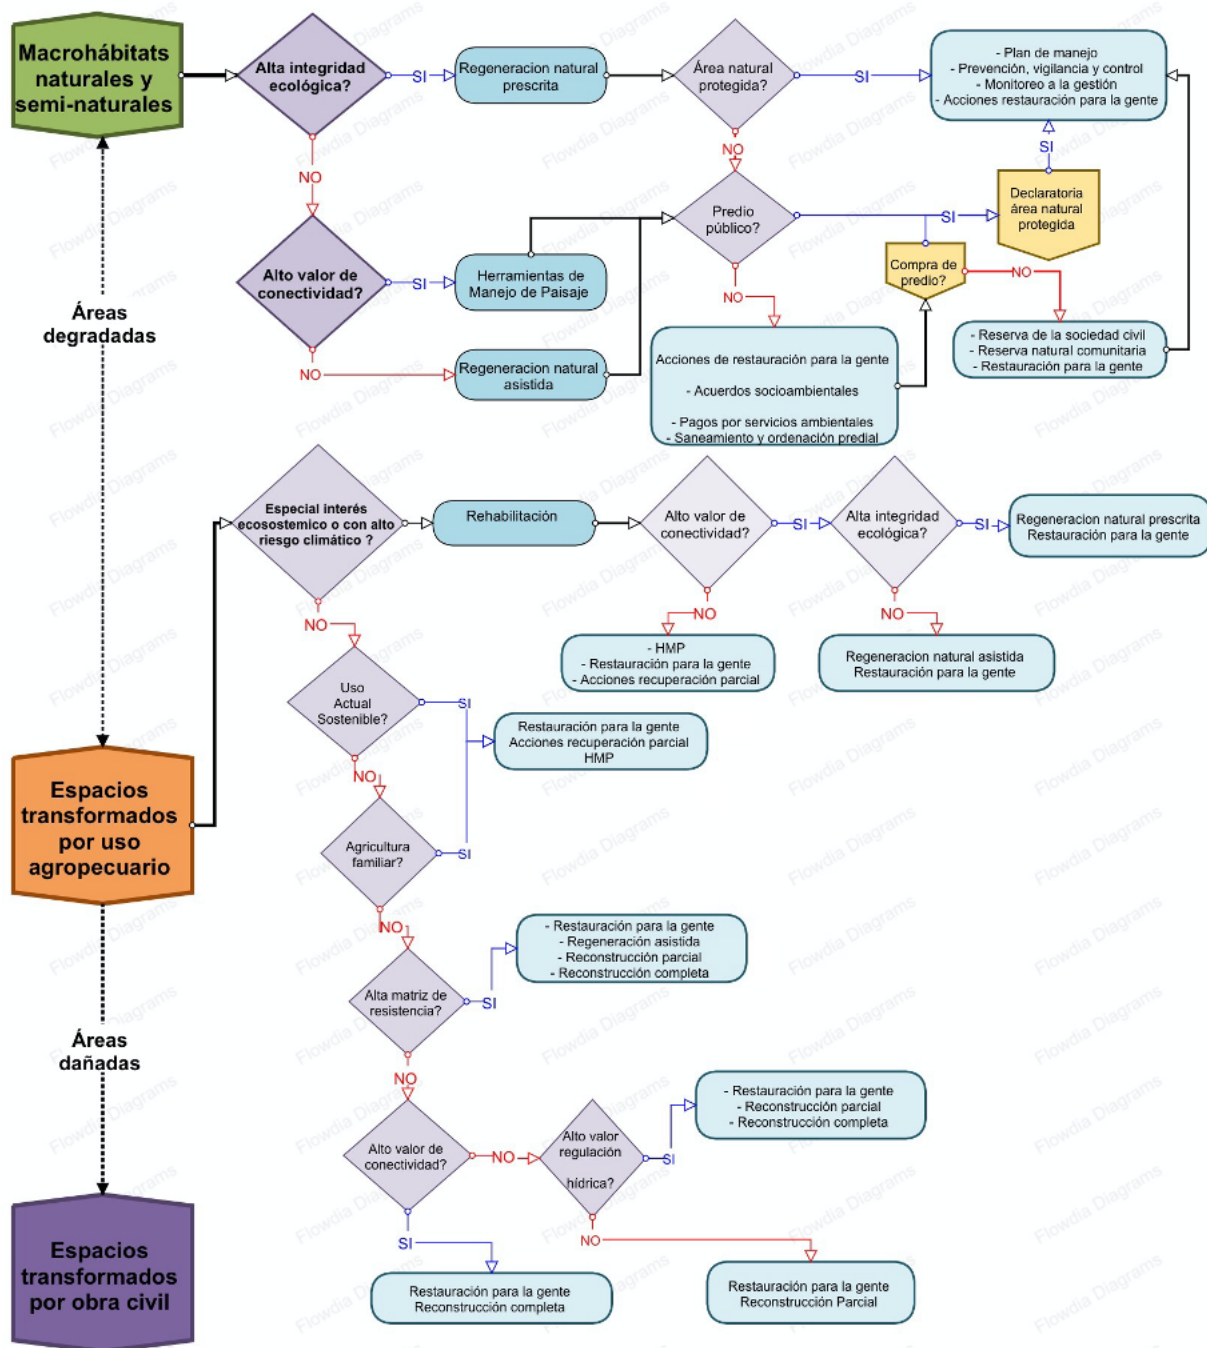 Macrohábitats
naturales y
semi-naturales
Alta integridad
ecológica?
SI
Regeneracion natural
prescrita
Área natural
protegida?
SI
- Plan de manejo
- Prevención, vigilancia y control
- Monitoreo a la gestión
- Acciones restauración para la gente
NO
NO
SI
Predio
público?
SI
Declaratoria
área natural
protegida
Alto valor de
conectividad?
SI
Herramientas de
Manejo de Paisaje
Compra de
predio?
NO
NO
Áreas
degradadas
- Reserva de la sociedad civil
- Reserva natural comunitaria
- Restauración para la gente
NO
Regeneracion natural
asistida
Acciones de restauración para la gente
- Acuerdos socioambientales
- Pagos por servicios ambientales
- Saneamiento y ordenación predial
Especial interés
ecosostemico o con alto
riesgo climático ?
Rehabilitación
Alto valor de
conectividad?
SI
Alta integridad
ecológica?
SI
Regeneracion natural prescrita
Restauración para la gente
NO
NO
NO
- HMP
- Restauración para la gente
- Acciones recuperación parcial
Regeneracion natural asistida
Restauración para la gente
Uso
Actual
Sostenible?
SI
Restauración para la gente
Acciones recuperación parcial
HMP
NO
Espacios
transformados
por uso
agropecuario
Agricultura
familiar?
SI
NO
- Restauración para la gente
- Regeneración asistida
- Reconstrucción parcial
- Reconstrucción completa
Alta matriz de
resistencia?
SI
Áreas
dañadas
NO
- Restauración para la gente
- Reconstrucción parcial
- Reconstrucción completa
Alto valor de
conectividad?
NO
Alto valor
regulación
hídrica?
SI
SI
NO
Espacios
transformados
por obra civil
Restauración para la gente
Reconstrucción completa
Restauración para la gente
Reconstrucción Parcial
Flowdia Diagrams